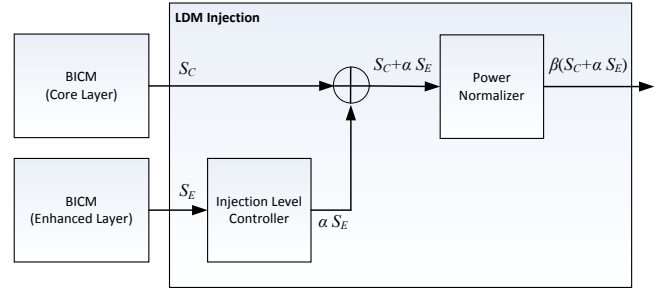 LDM Injection
BICM
(Core Layer)
S_C
S_C+α S_E
Power
Normalizer
β(S_C+α S_E)
BICM
(Enhanced Layer)
S_E
Injection Level
Controller
α S_E